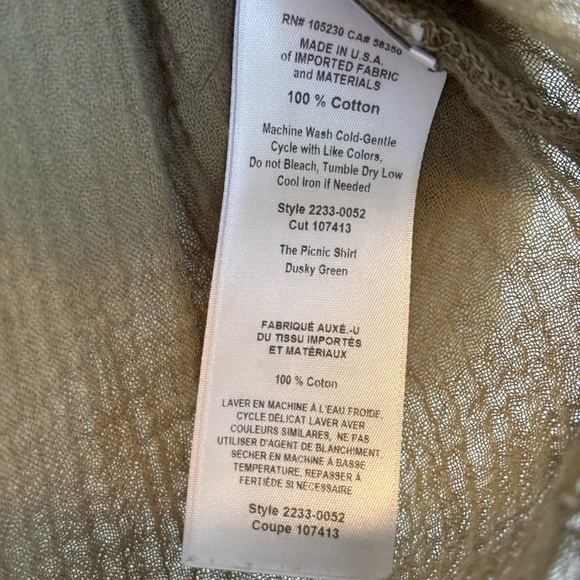 RN# 105230 CA# 58350
MADE IN U.S.A.
of IMPORTED FABRIC
and MATERIALS
100 % Cotton
Machine Wash Cold-Gentle
Cycle with Like Colors,
Do not Bleach, Tumble Dry Low
Cool Iron if Needed
Style 2233-0052
Cut 107413
The Picnic Shirt
Dusky Green
FABRIQUÉ AUXÉ.-U
DU TISSU IMPORTÉS
ET MATÉRIAUX
100 % Coton
LAVER EN MACHINE À L'EAU FROIDE,
CYCLE DÉLICAT LAVER AVER
COULEURS SIMILARES, NE PAS
UTILISER D'AGENT DE BLANCHIMENT,
SÉCHER EN MACHINE À BASSE
TEMPERATURE, REPASSER À
FERTIÈDE SI NÉCESSAIRE
Style 2233-0052
Coupe 107413